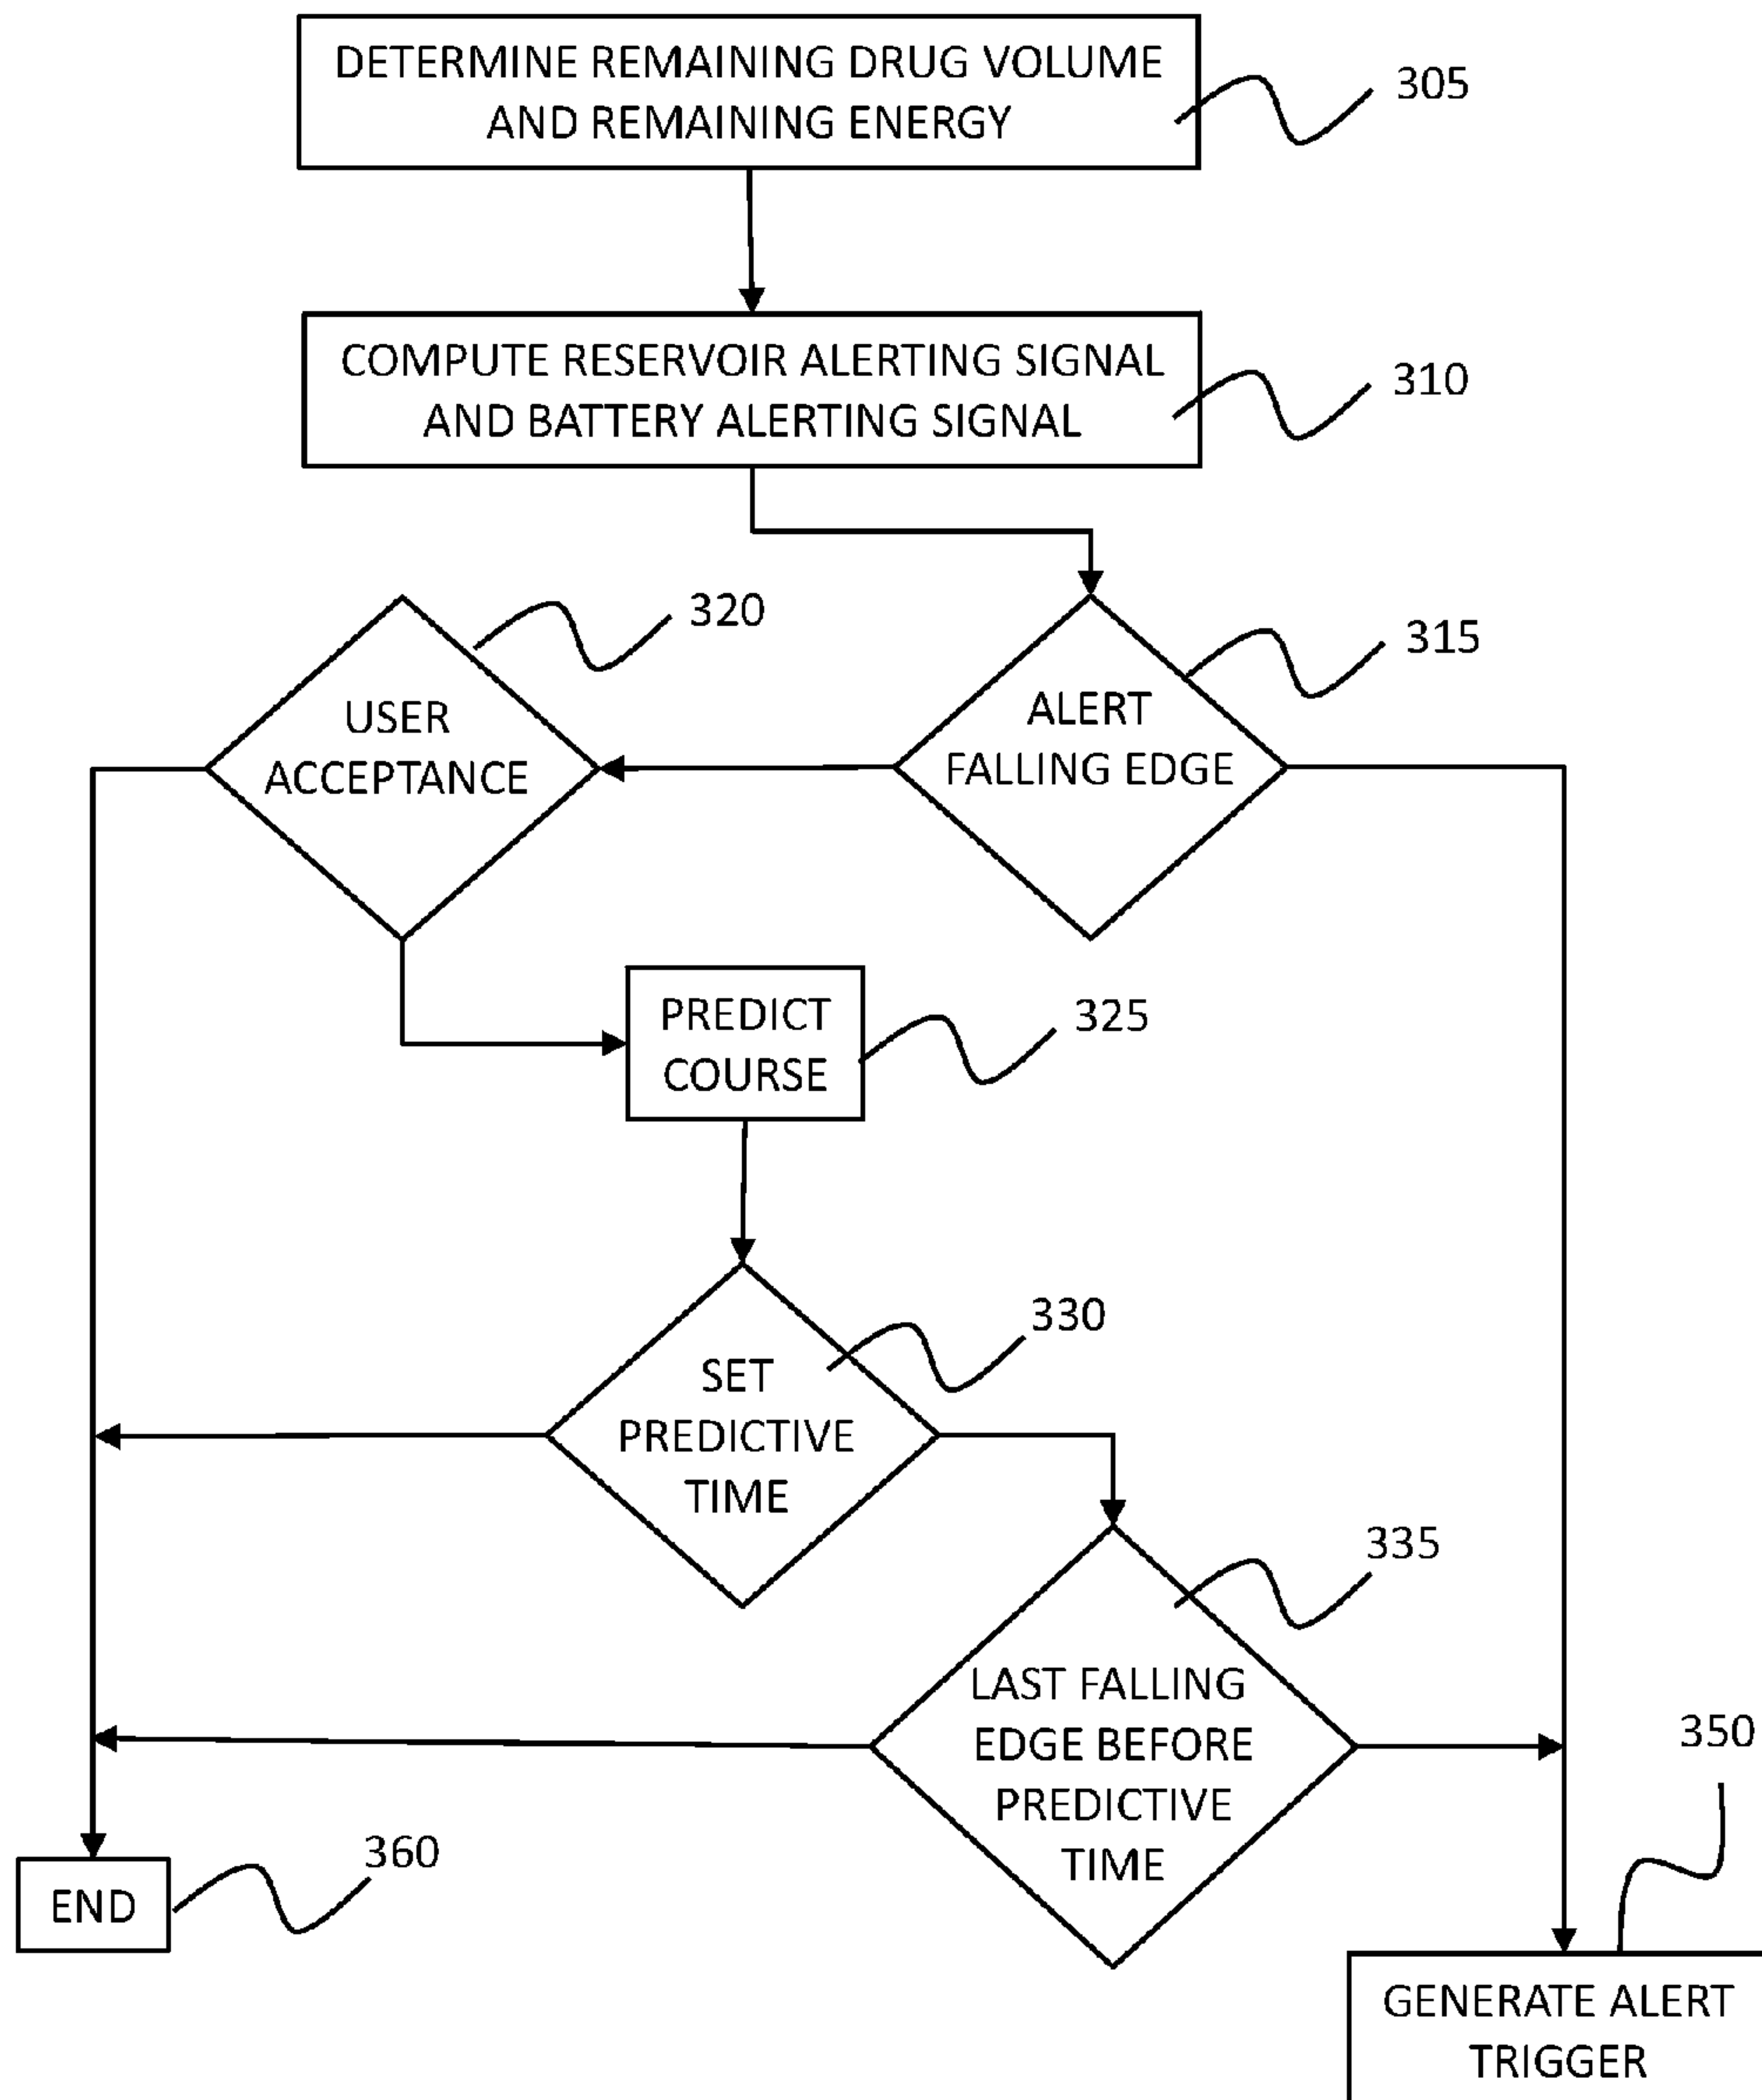 DETERMINE REMAINING DRUG VOLUME
AND REMAINING ENERGY
305
COMPUTE RESERVOIR ALERTING SIGNAL
AND BATTERY ALERTING SIGNAL
310
320
315
USER
ACCEPTANCE
ALERT
FALLING EDGE
PREDICT
COURSE
325
330
SET
PREDICTIVE
TIME
335
LAST FALLING
EDGE BEFORE
PREDICTIVE
TIME
350
360
END
GENERATE ALERT
TRIGGER